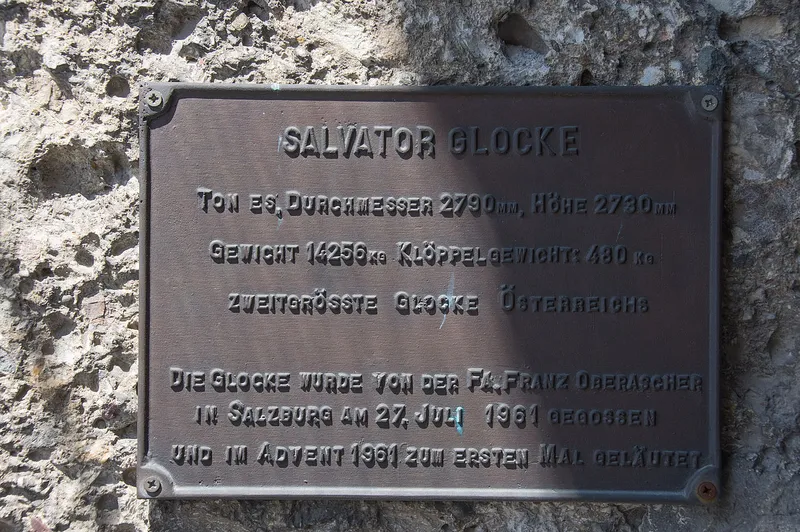 SALVATOR GLOCKE
TON ES, DURCHMESSER 2790MM, HÖHE 2730MM
GEWICHT 14256KG KLÖPPELGEWICHT: 480 KG
ZWEITGRÖSSTE GLOCKE ÖSTERREICHS
DIE GLOCKE WURDE VON DER FA. FRANZ OBERASCHER
IN SALZBURG AM 27. JULI 1961 GEGOSSEN
UND IM ADVENT 1961 ZUM ERSTEN MAL GELÄUTET